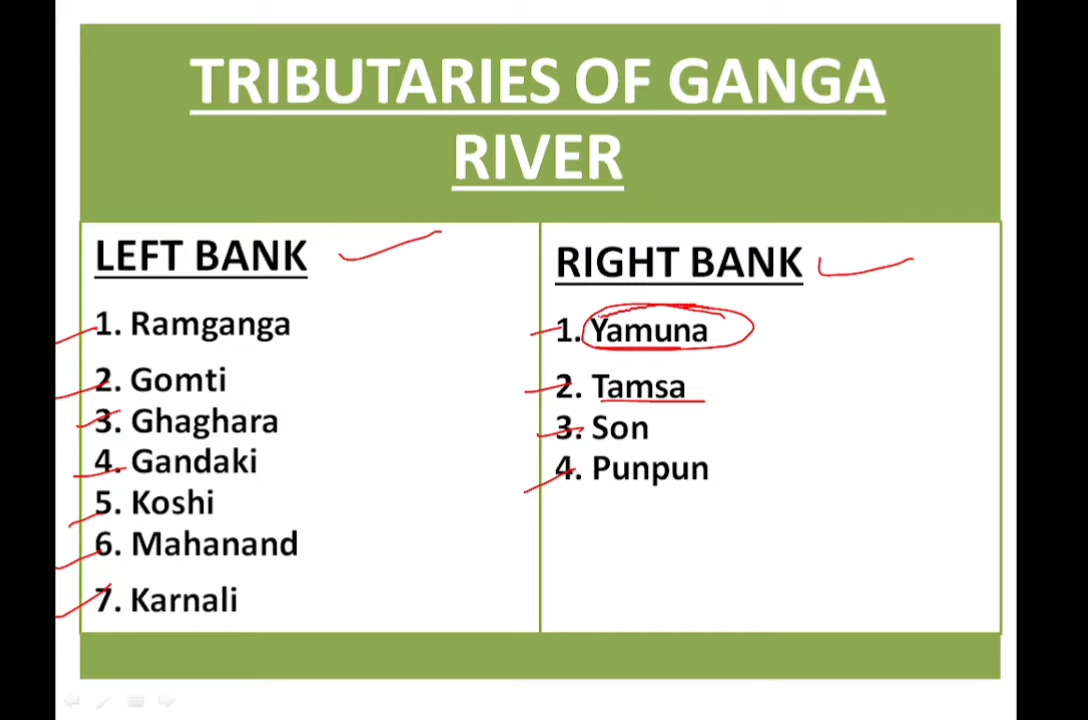 TRIBUTARIES OF GANGA
RIVER
LEFT BANK
1. Ramganga
2. Gomti
3. Ghaghara
4. Gandaki
5. Koshi
6. Mahanand
7. Karnali
RIGHT BANK
1. Yamuna
2. Tamsa
3. Son
4. Punpun